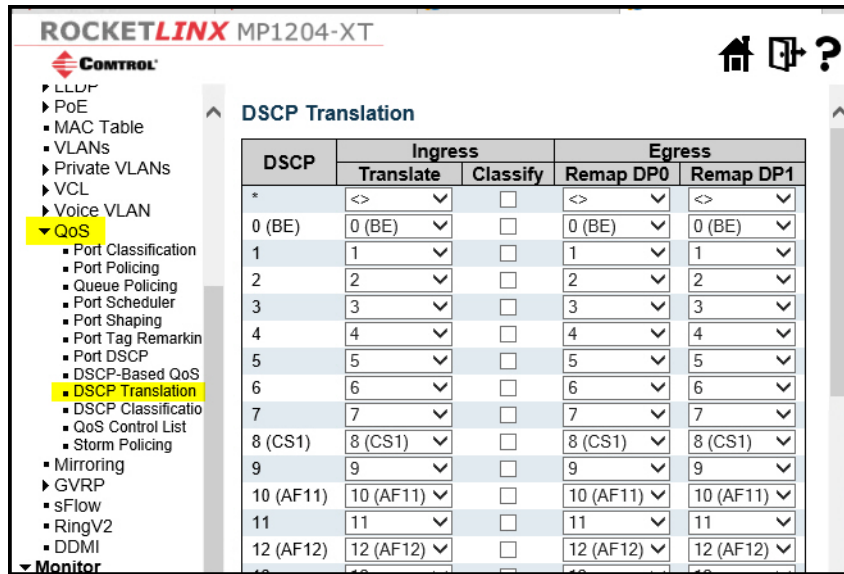 ROCKETLINX MP1204-XT
COMTROL
?
LLDP
PoE
MAC Table
VLANs
Private VLANs
VCL
Voice VLAN
QoS
Port Classification
Port Policing
Queue Policing
Port Scheduler
Port Shaping
Port Tag Remarkin
Port DSCP
DSCP-Based QoS
DSCP Translation
DSCP Classificatio
QoS Control List
Storm Policing
Mirroring
GVRP
sFlow
RingV2
DDMI
Monitor
DSCP Translation
DSCP Ingress Egress
Translate Classify Remap DP0 Remap DP1
* <> <> <>
0 (BE) 0 (BE) 0 (BE) 0 (BE)
1 1 1 1
2 2 2 2
3 3 3 3
4 4 4 4
5 5 5 5
6 6 6 6
7 7 7 7
8 (CS1) 8 (CS1) 8 (CS1) 8 (CS1)
9 9 9 9
10 (AF11) 10 (AF11) 10 (AF11) 10 (AF11)
11 11 11 11
12 (AF12) 12 (AF12) 12 (AF12) 12 (AF12)